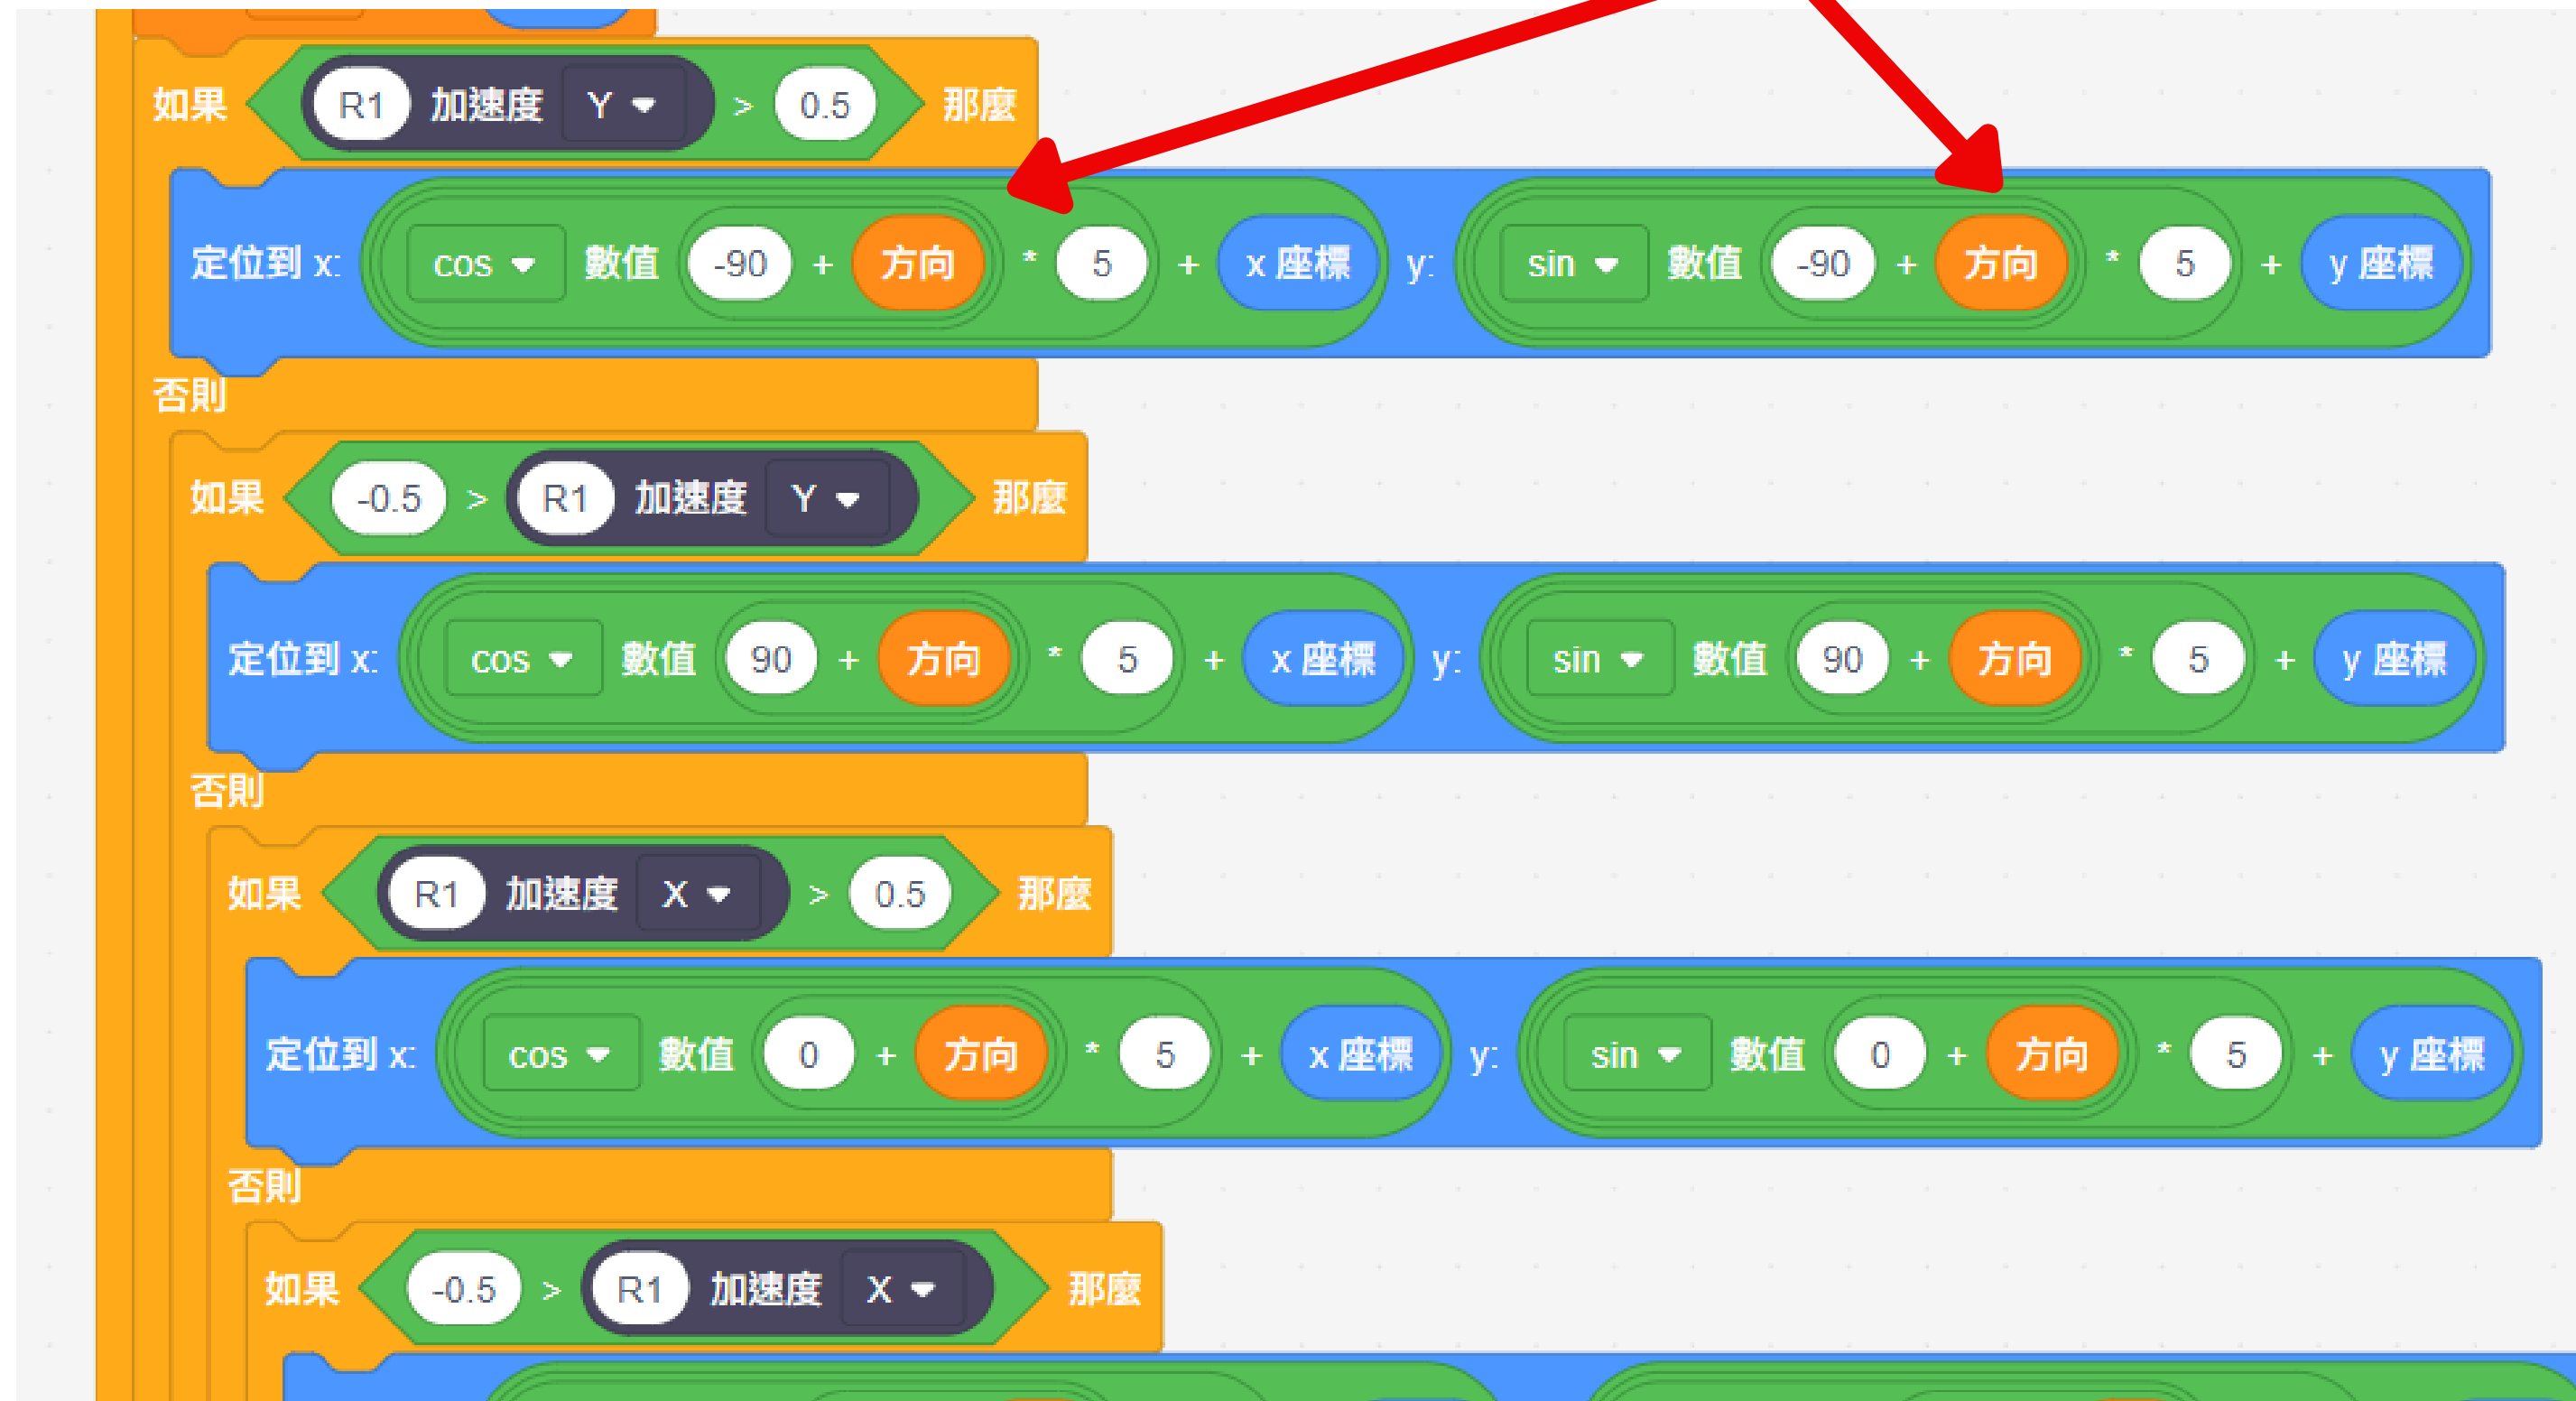 如果 R1 加速度 Y > 0.5 那麼
定位到 x: cos 數值 -90 + 方向 * 5 + x 座標 y: sin 數值 -90 + 方向 * 5 + y 座標
否則
如果 -0.5 > R1 加速度 Y 那麼
定位到 x: cos 數值 90 + 方向 * 5 + x 座標 y: sin 數值 90 + 方向 * 5 + y 座標
否則
如果 R1 加速度 X > 0.5 那麼
定位到 x: cos 數值 0 + 方向 * 5 + x 座標 y: sin 數值 0 + 方向 * 5 + y 座標
否則
如果 -0.5 > R1 加速度 X 那麼